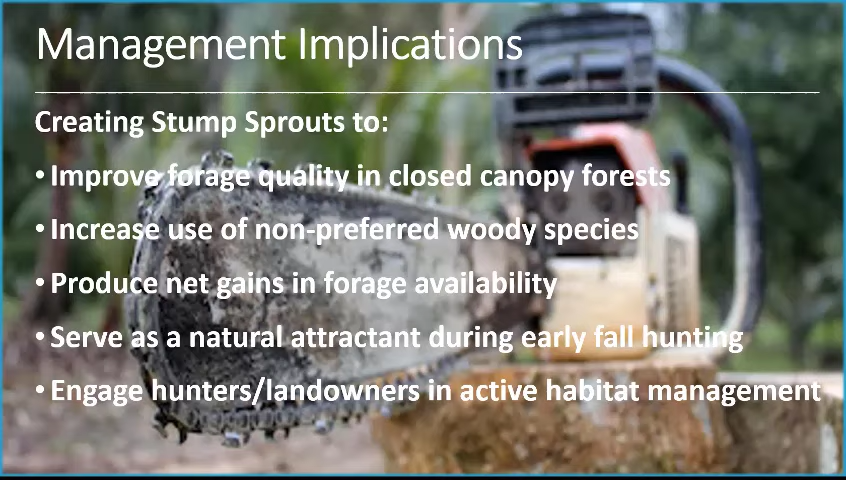 Management Implications
Creating Stump Sprouts to:
• Improve forage quality in closed canopy forests
• Increase use of non-preferred woody species
• Produce net gains in forage availability
• Serve as a natural attractant during early fall hunting
• Engage hunters/landowners in active habitat management